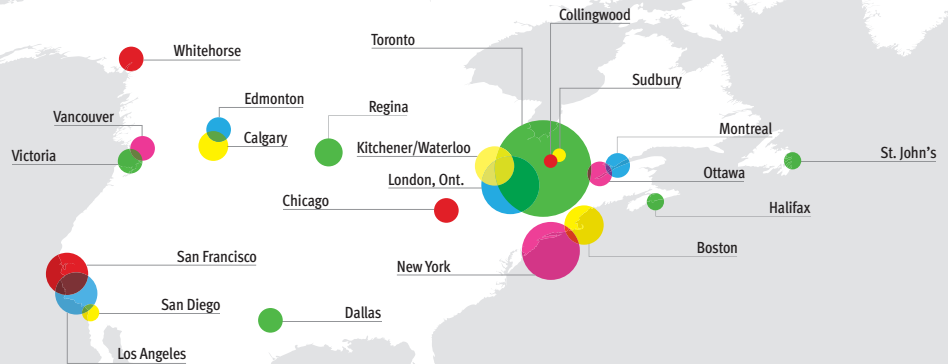 Collingwood
Toronto
Whitehorse
Sudbury
Edmonton
Regina
Vancouver
Montreal
Calgary
Kitchener/Waterloo
Victoria
St. John's
Ottawa
London, Ont.
Chicago
Halifax
Boston
San Francisco
New York
San Diego
Dallas
Los Angeles